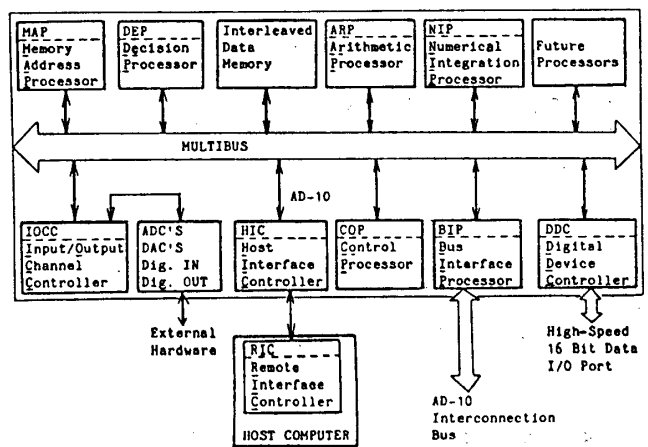 MAP
Memory
Address
Processor
DEP
Decision
Processor
Interleaved
Data
Memory
ARP
Arithmetic
Processor
NIP
Numerical
Integration
Processor
Future
Processors
MULTIBUS
AD-10
IOCC
Input/Output
Channel
Controller
ADC'S
DAC'S
Dig. IN
Dig. OUT
HIC
Host
Interface
Controller
COP
Control
Processor
BIP
Bus
Interface
Processor
DDC
Digital
Device
Controller
External
Hardware
RIC
Remote
Interface
Controller
HOST COMPUTER
AD-10
Interconnection
Bus
High-Speed
16 Bit Data
I/O Port